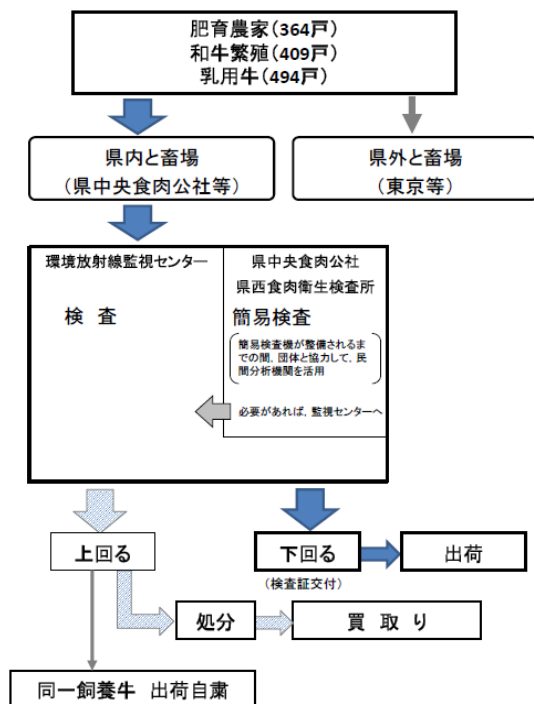 肥育農家(364戸)
和牛繁殖(409戸)
乳用牛(494戸)
県内と畜場
(県中央食肉公社等)
県外と畜場
(東京等)
環境放射線監視センター
検 査
県中央食肉公社
県西食肉衛生検査所
簡易検査
簡易検査機が整備されるま
での間，団体と協力して，民
間分析機関を活用
必要があれば，監視センターへ
上回る
下回る
出荷
(検査証交付)
処分
買 取 り
同一飼養牛 出荷自粛